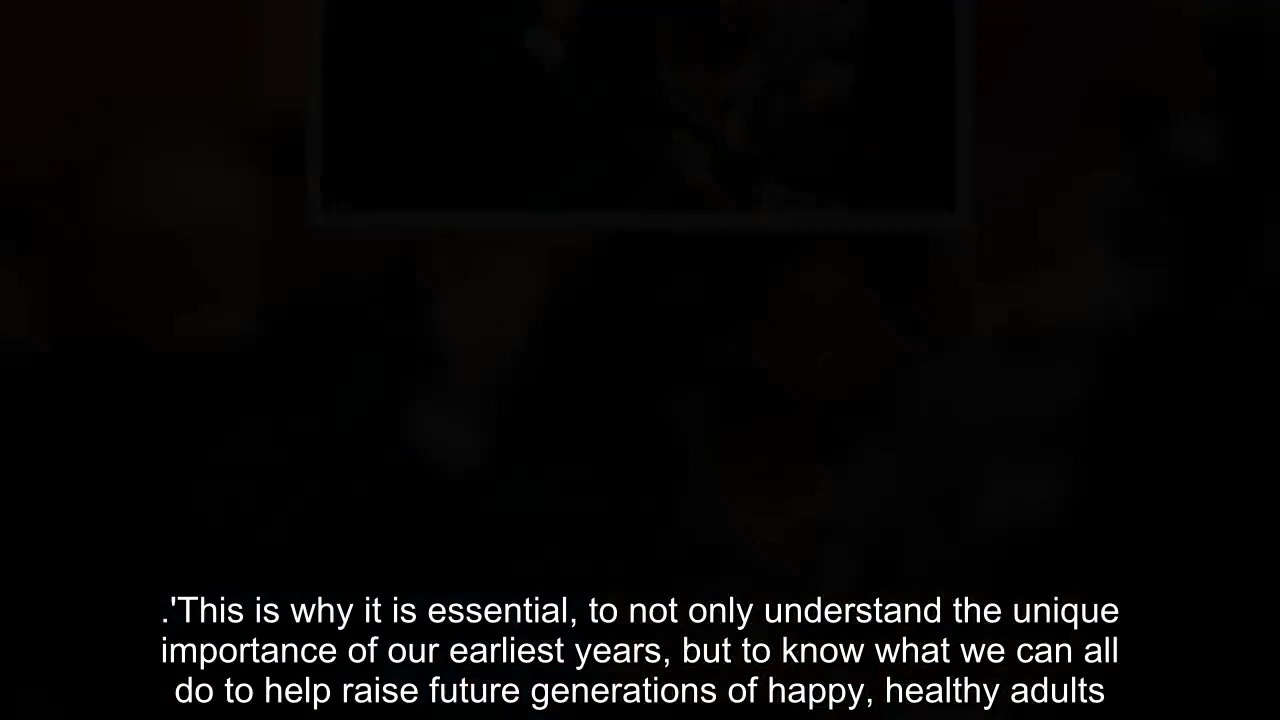 .'This is why it is essential, to not only understand the unique
importance of our earliest years, but to know what we can all
do to help raise future generations of happy, healthy adults